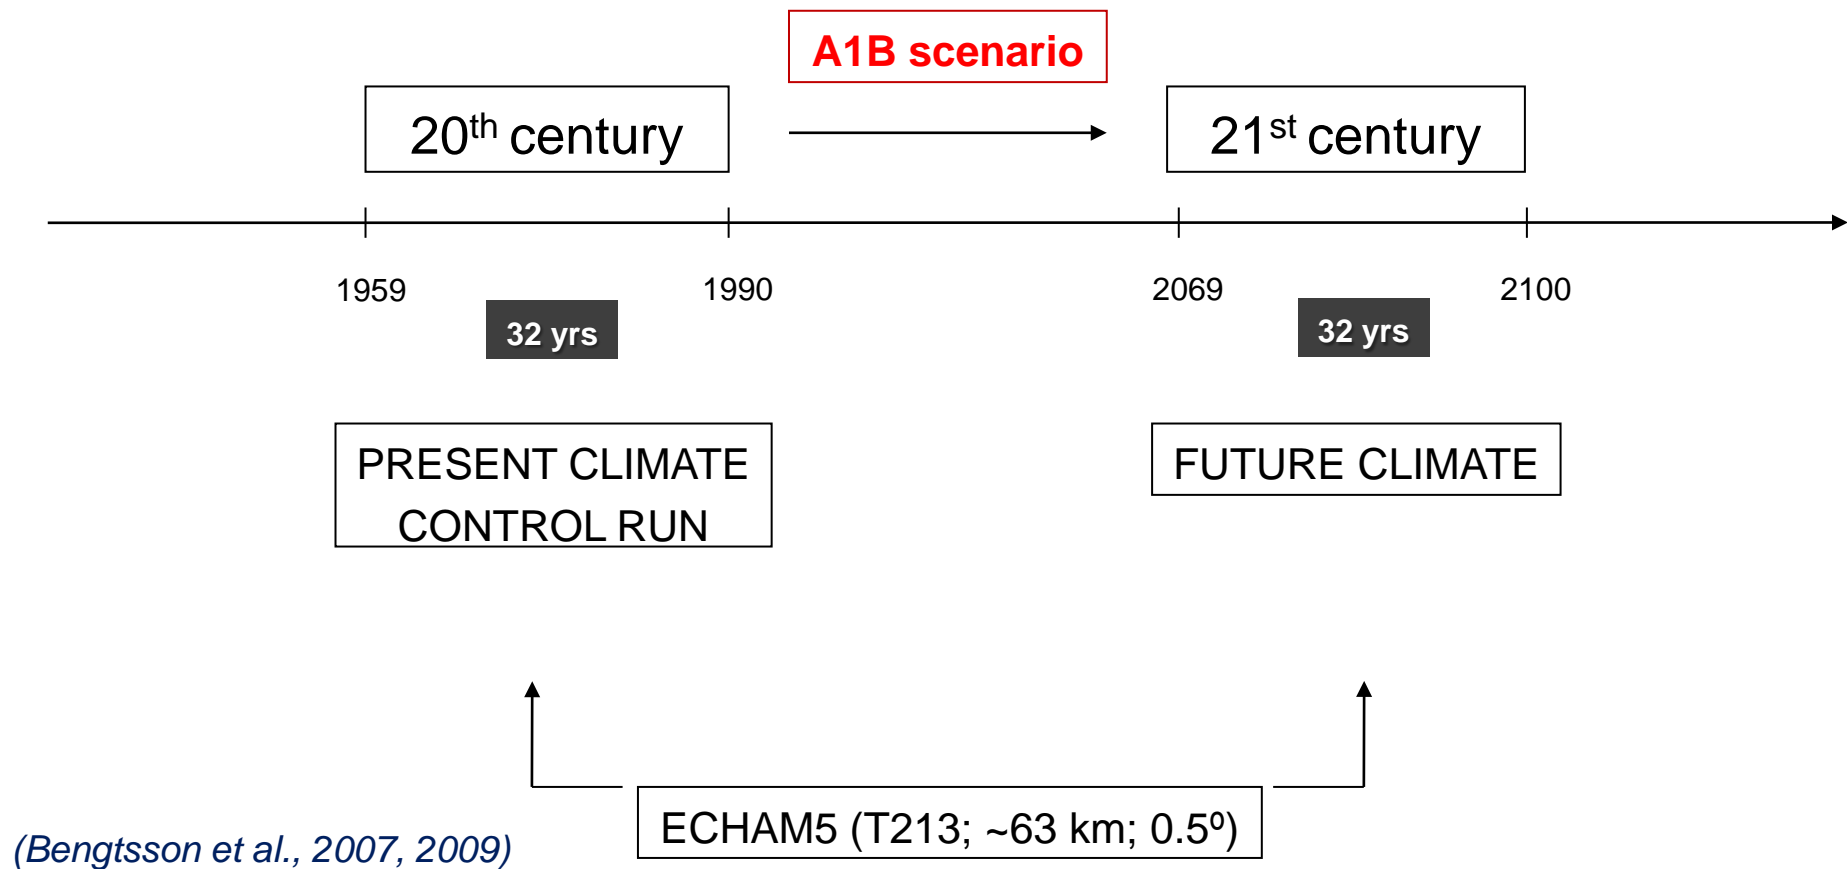 A1B scenario
20th century
21st century
1959
1990
2069
2100
32 yrs
32 yrs
PRESENT CLIMATE
CONTROL RUN
FUTURE CLIMATE
ECHAM5 (T213; ~63 km; 0.5º)
(Bengtsson et al., 2007, 2009)